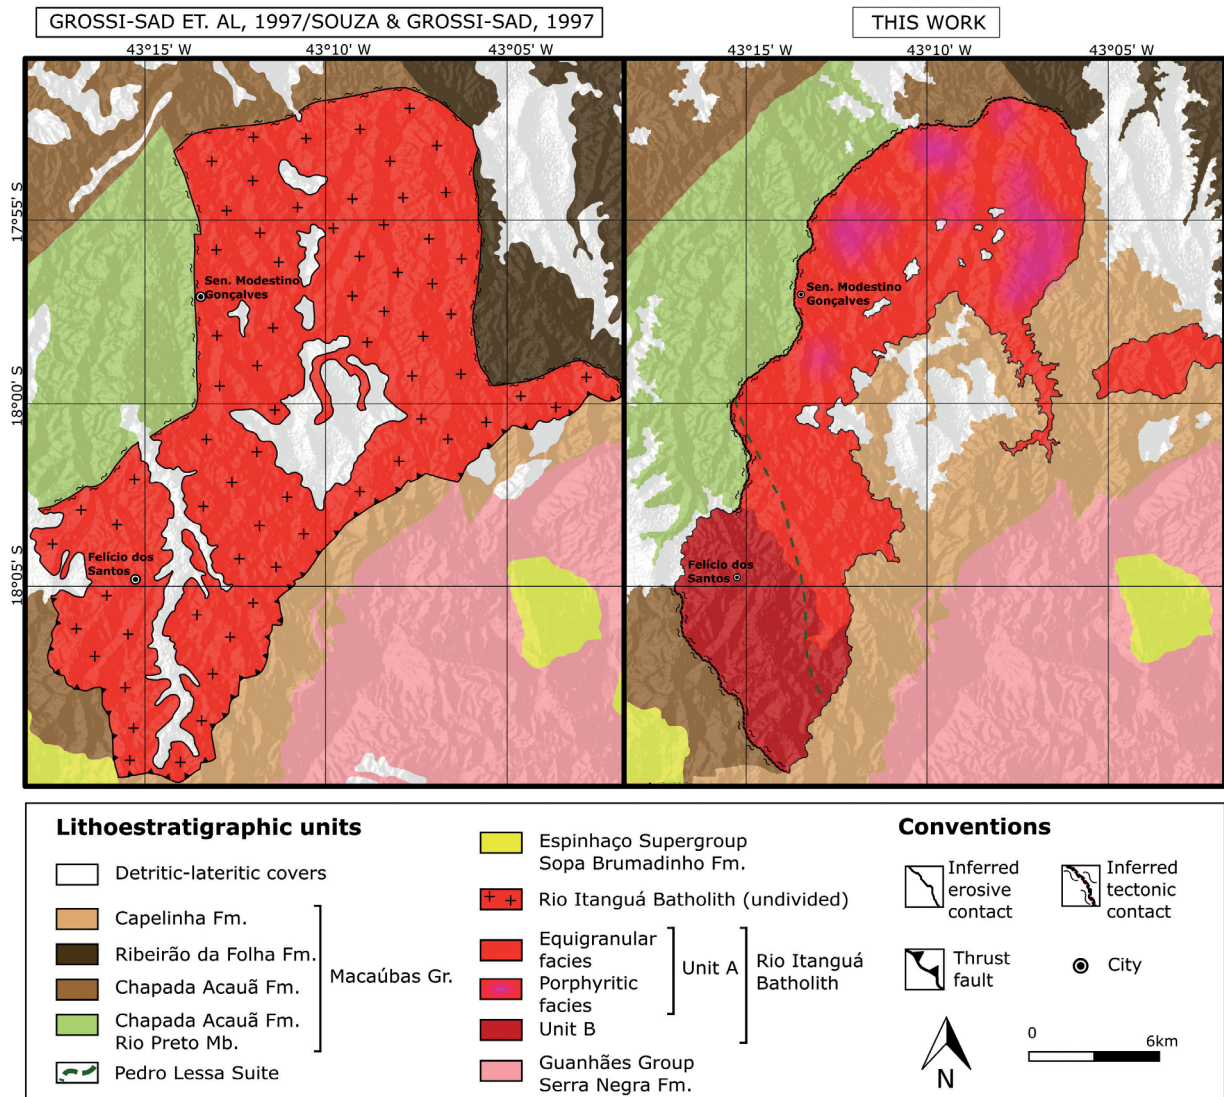 GROSSI-SAD ET. AL, 1997/SOUZA & GROSSI-SAD, 1997
THIS WORK
43°15' W
43°10' W
43°05' W
43°15' W
43°10' W
43°05' W
17°55' S
18°00' S
18°05' S
Sen. Modestino
Gonçalves
Felício dos
Santos
Sen. Modestino
Gonçalves
Felício dos
Santos
Lithoestratigraphic units
Detritic-lateritic covers
Capelinha Fm.
Ribeirão da Folha Fm.
Chapada Acauã Fm.
Chapada Acauã Fm.
Rio Preto Mb.
Macaúbas Gr.
Pedro Lessa Suite
Espinhaço Supergroup
Sopa Brumadinho Fm.
Rio Itanguá Batholith (undivided)
Equigranular
facies
Porphyritic
facies
Unit A
Unit B
Rio Itanguá
Batholith
Guanhães Group
Serra Negra Fm.
Conventions
Inferred
erosive
contact
Inferred
tectonic
contact
Thrust
fault
City
N
0
6km